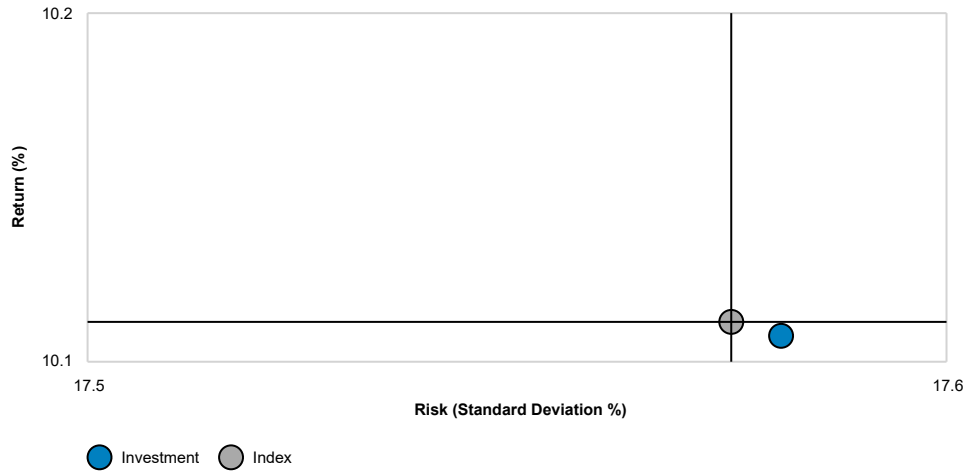 10.2
Return (%)
10.1
17.5
17.6
Risk (Standard Deviation %)
Investment
Index